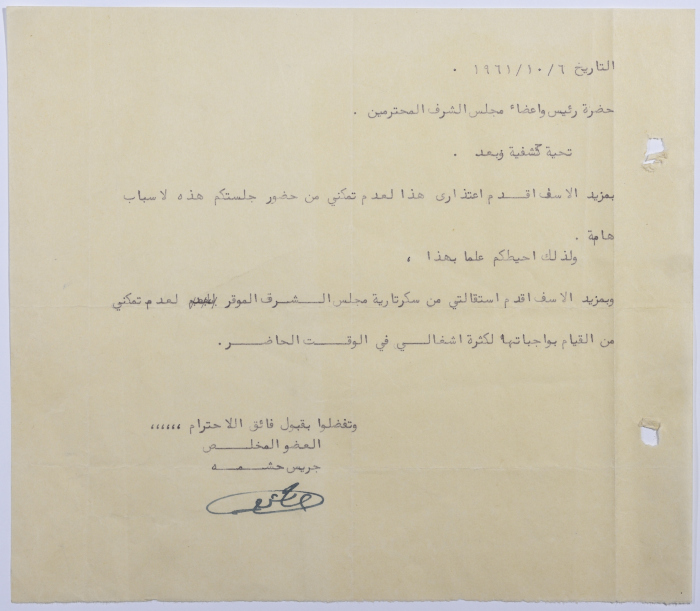 التاريخ ١٩٦١/١٠/٦ .
حضرة رئيس واعضاء مجلس الشرف المحترمين .
تحية كشفية وبعد .
بمزيد الاسف اقدم اعتذارى هذا لعدم تمكني من حضور جلستكم هذه لاسباب
هامة .
ولذلك احيطكم علما بهذا ،
وبمزيد الاسف اقدم استقالتي من سكرتارية مجلس الشرف الموقر لعدم تمكني
من القيام بواجباتها لكثرة اشغالي في الوقت الحاضر .
وتفضلوا بقبول فائق الاحترام ،،،،،،
العضو المخلص
جريس حشمه